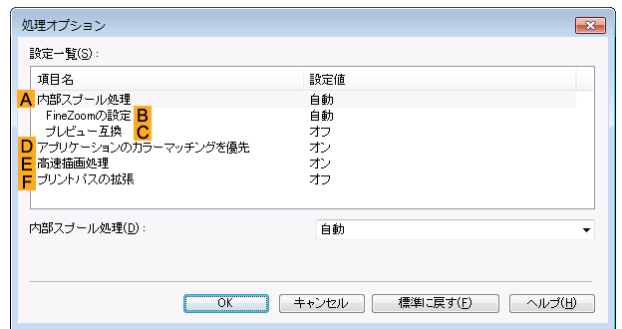 処理オプション
設定一覧(S):
項目名 設定値
A 内部スプール処理 自動
FineZoomの設定 B 自動
プレビュー互換 C オフ
D アプリケーションのカラーマッチングを優先 オン
E 高速描画処理 オン
F プリントパスの拡張 オフ
内部スプール処理(D): 自動
OK キャンセル 標準に戻す(F) ヘルプ(H)